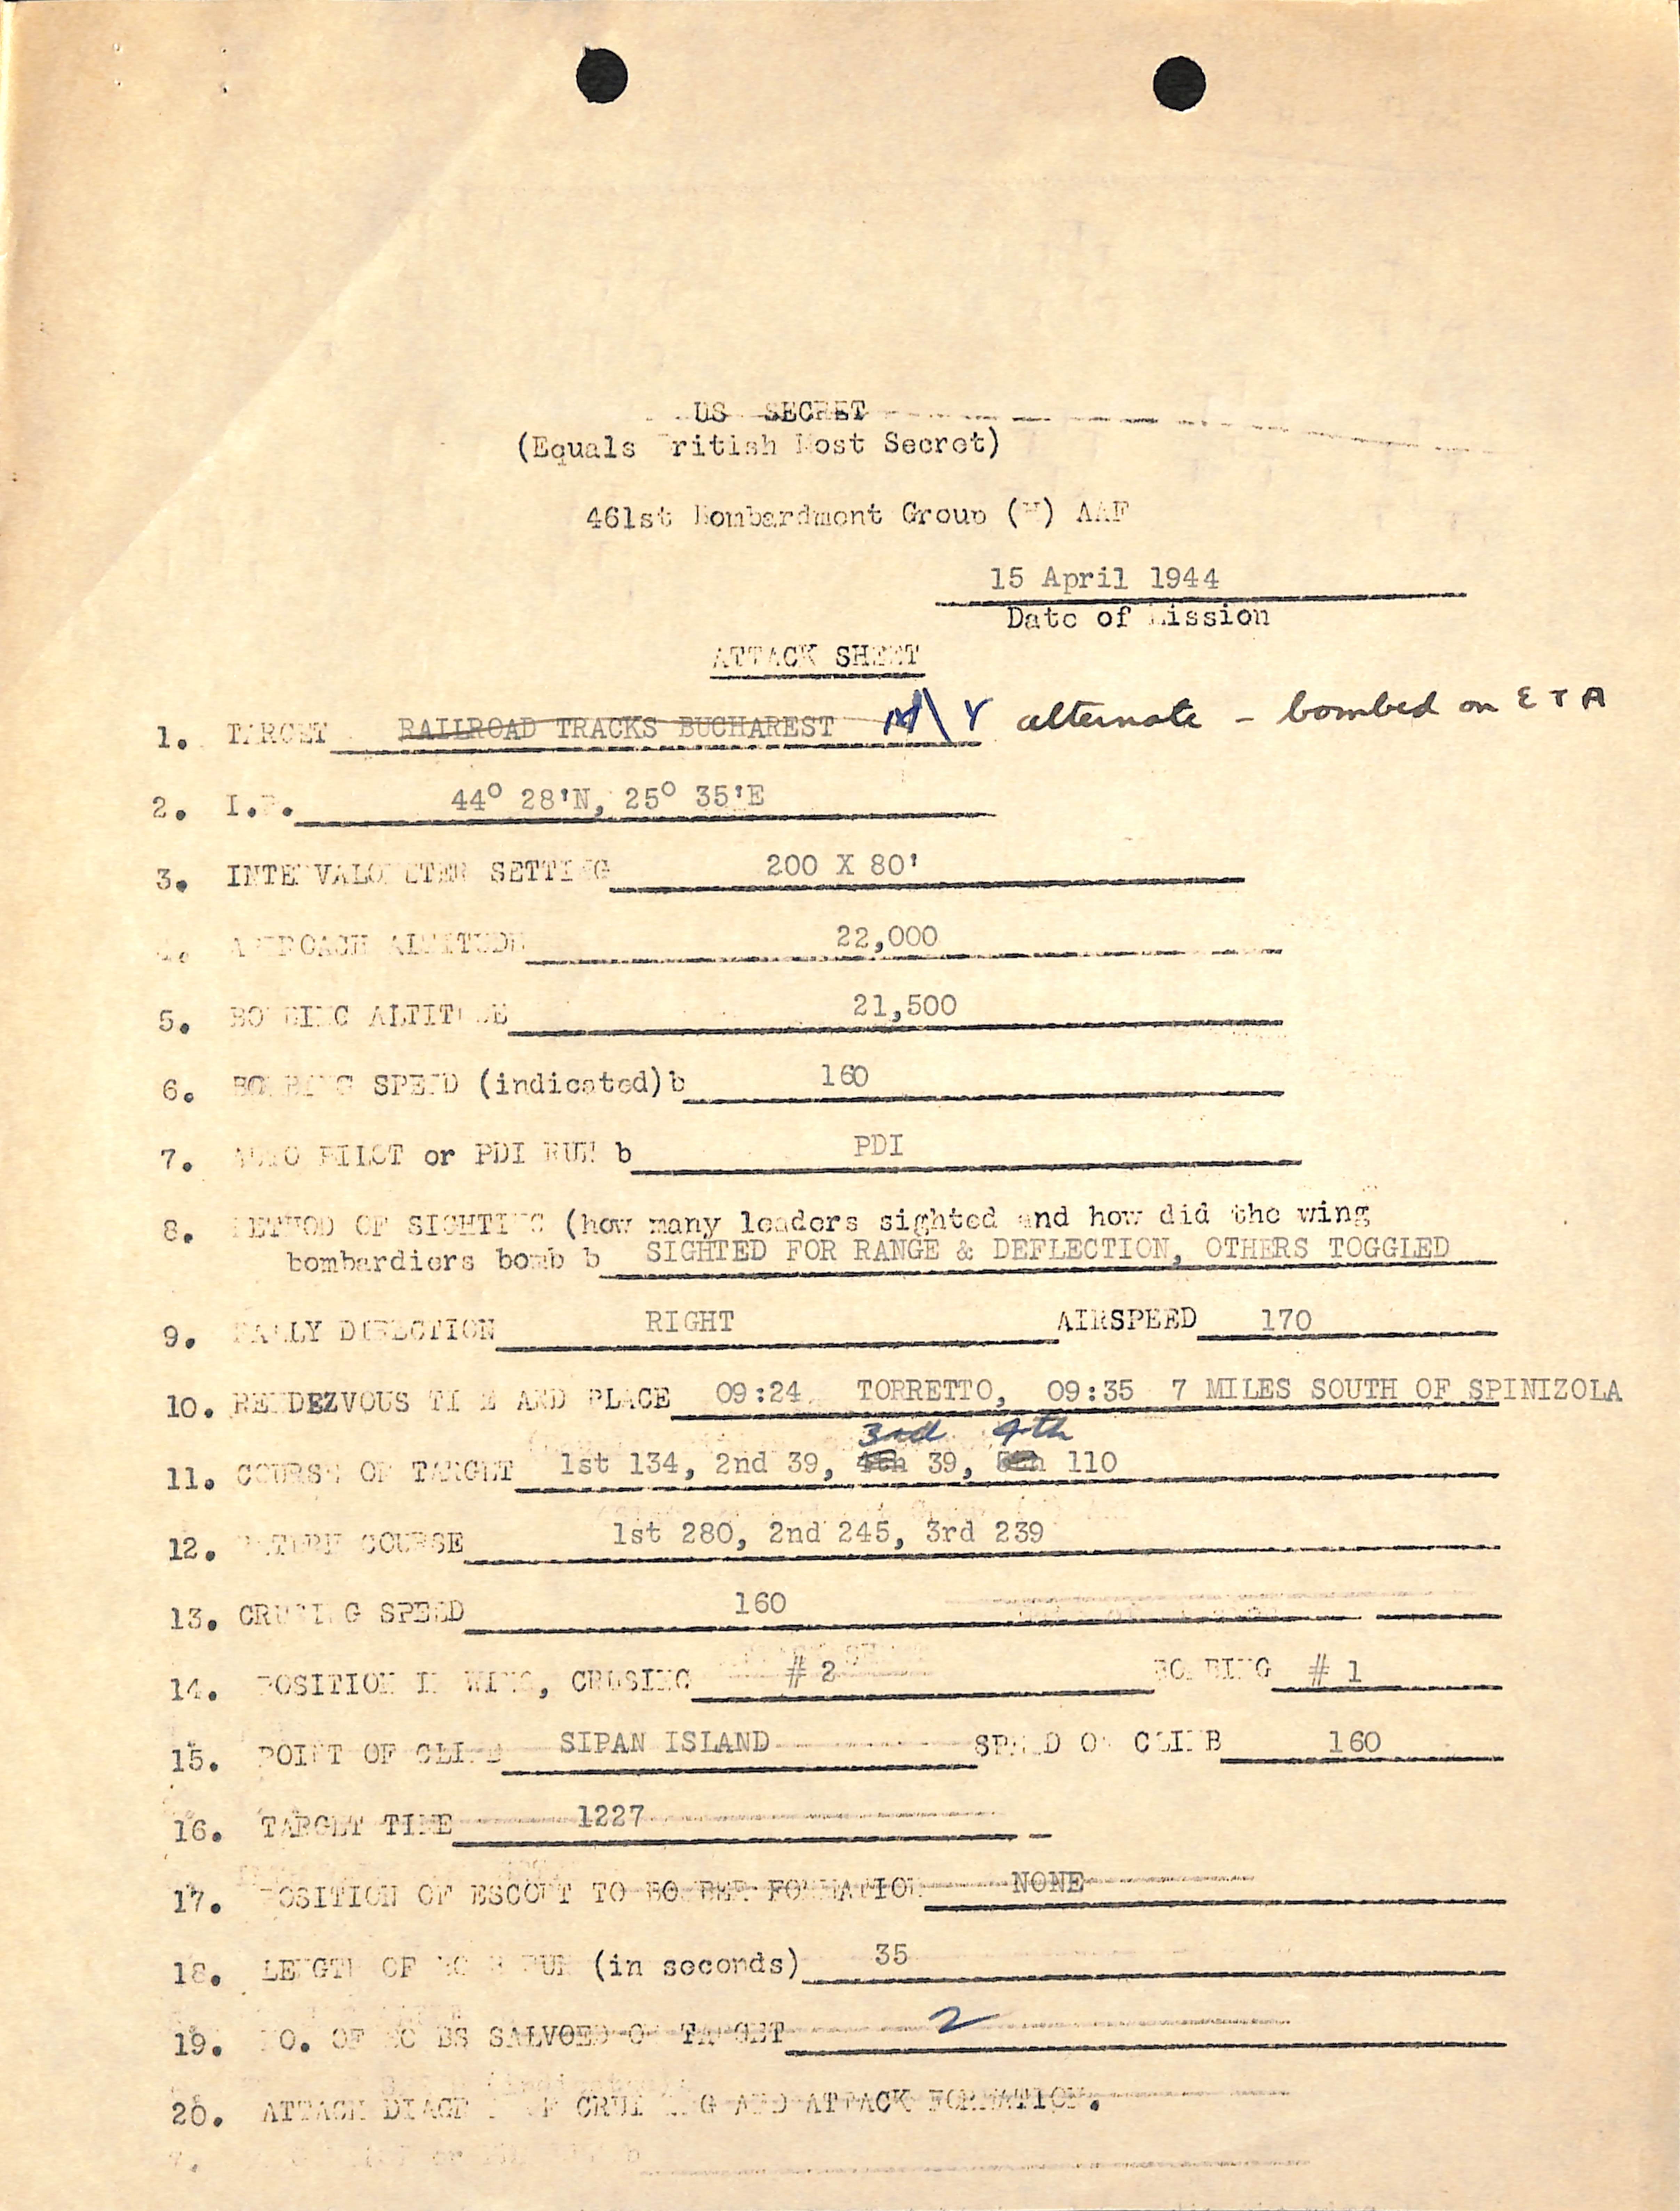 US SECRET
(Equals British Most Secret)
461st Bombardment Group (H) AAF
15 April 1944
Date of Mission
ATTACK SHEET
1. TARGET RAILROAD TRACKS BUCHAREST M/Y alternate - bombed on ETA
2. I.P. 44° 28'N, 25° 35'E
3. INTERVALOMETER SETTING 200 X 80'
4. APPROACH ALTITUDE 22,000
5. BOMBING ALTITUDE 21,500
6. BOMBING SPEED (indicated)b 160
7. AUTO PILOT or PDI RUN b PDI
8. METHOD OF SIGHTING (how many leaders sighted and how did the wing
bombardiers bomb b SIGHTED FOR RANGE & DEFLECTION, OTHERS TOGGLED
9. RALLY DIRECTION RIGHT AIRSPEED 170
10. RENDEZVOUS TIME AND PLACE 09:24 TORRETTO, 09:35 7 MILES SOUTH OF SPINIZOLA
3rd 4th
11. COURSE OF TARGET 1st 134, 2nd 39, 4th 39, 5th 110
12. RETURN COURSE 1st 280, 2nd 245, 3rd 239
13. CRUSING SPEED 160
14. POSITION IN WING, CRUSING # 2 BOMBING # 1
15. POINT OF CLIMB SIPAN ISLAND SPEED OF CLIMB 160
16. TARGET TIME 1227
17. POSITION OF ESCORT TO BOMBER FORMATION NONE
18. LENGTH OF BOMB RUN (in seconds) 35
19. NO. OF BOMBS SALVOED ON TARGET 2
20. ATTACH DIAGRAM OF CRUISING AND ATTACK FORMATION.